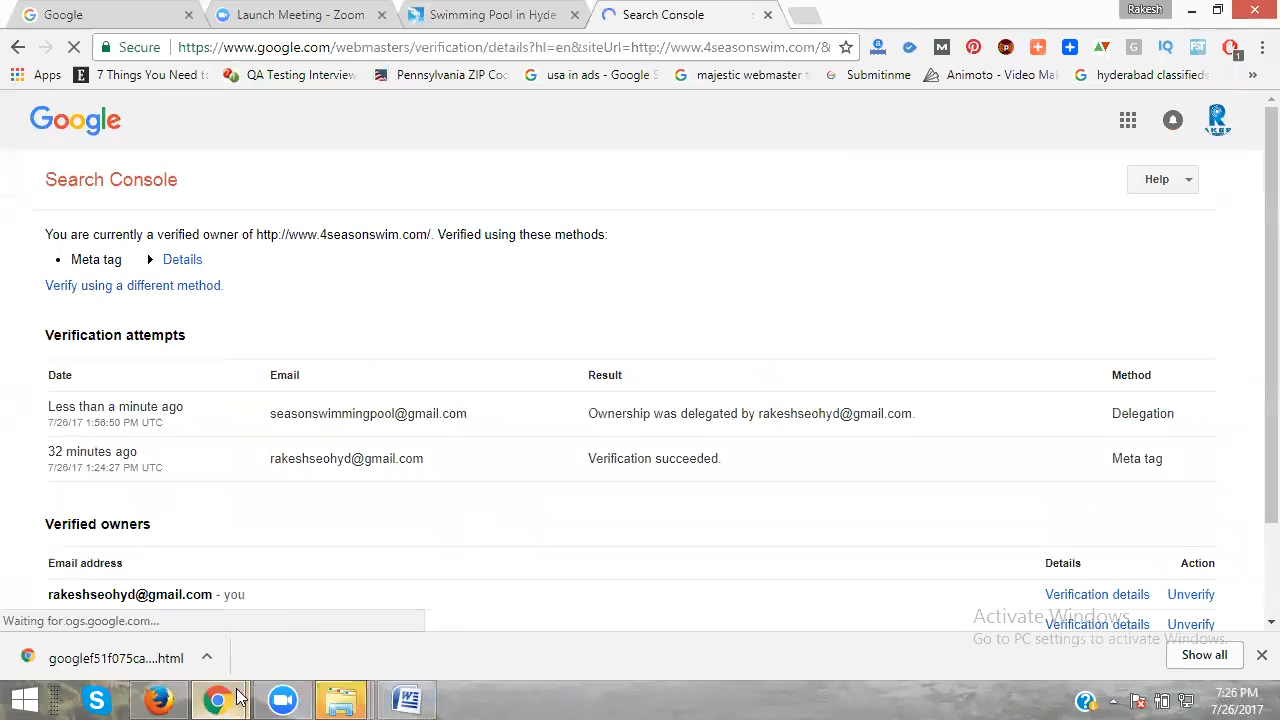 Google
Launch Meeting - Zoom
Swimming Pool in Hyd
Search Console
Rakesh
Secure
https://www.google.com/webmasters/verification/details?hl=en&siteUrl=http://www.4seasonswim.com/&
Apps
7 Things You Need t
QA Testing Interview
Pennsylvania ZIP Co
usa in ads - Google S
majestic webmaster
Submitinme
Animoto - Video Ma
hyderabad classifieds
»
Google
Search Console
Help
You are currently a verified owner of http://www.4seasonswim.com/. Verified using these methods:
• Meta tag
Details
Verify using a different method.
Verification attempts
Date Email Result Method
Less than a minute ago
7/26/17 1:56:50 PM UTC
seasonswimmingpool@gmail.com
Ownership was delegated by rakeshseohyd@gmail.com.
Delegation
32 minutes ago
7/26/17 1:24:27 PM UTC
rakeshseohyd@gmail.com
Verification succeeded.
Meta tag
Verified owners
Email address Details Action
rakeshseohyd@gmail.com - you Verification details Unverify
Verification details Unverify
Waiting for ogs.google.com...
Activate Windows
Go to PC settings to activate Windows.
googlef51f075ca....html
Show all
7:26 PM
7/26/2017